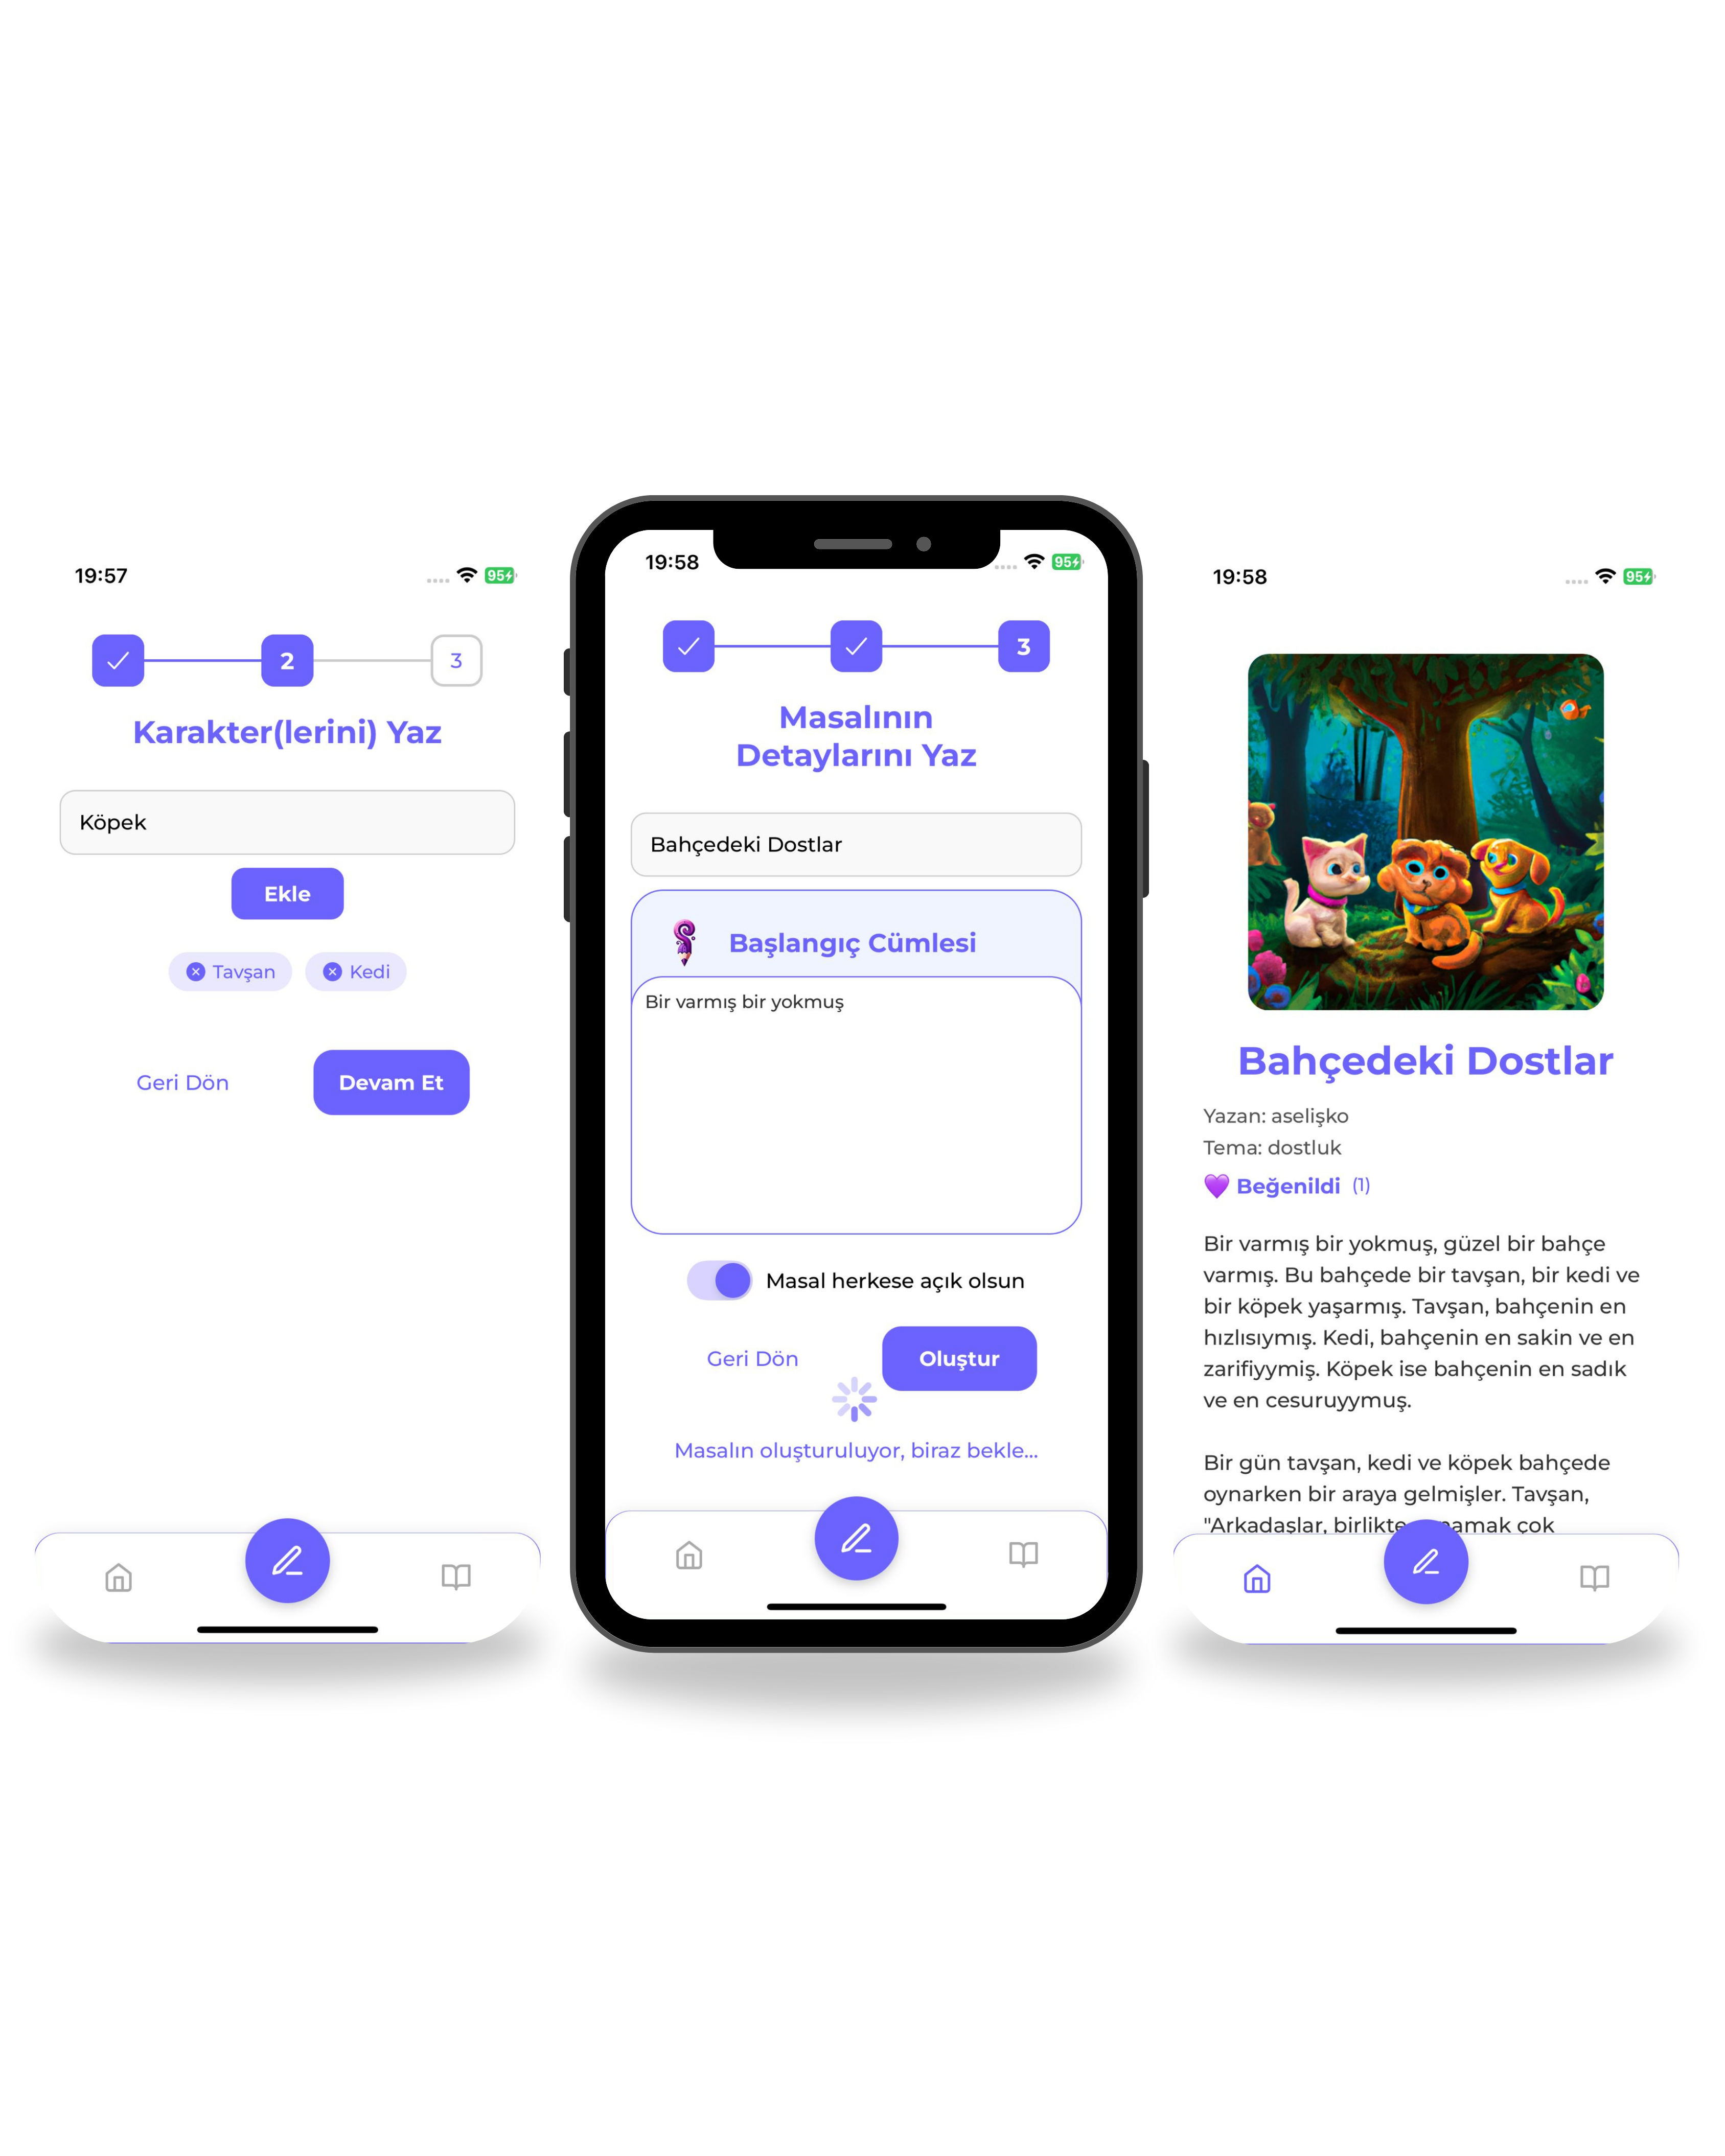 19:57
95
2
3
Karakter(lerini) Yaz
Köpek
Ekle
Tavşan
Kedi
Geri Dön
Devam Et
19:58
95
3
Masalının
Detaylarını Yaz
Bahçedeki Dostlar
Başlangıç Cümlesi
Bir varmış bir yokmuş
Masal herkese açık olsun
Geri Dön
Oluştur
Masalın oluşturuluyor, biraz bekle...
19:58
95
Bahçedeki Dostlar
Yazan: aselişko
Tema: dostluk
Beğenildi (1)
Bir varmış bir yokmuş, güzel bir bahçe
varmış. Bu bahçede bir tavşan, bir kedi ve
bir köpek yaşarmış. Tavşan, bahçenin en
hızlısıymış. Kedi, bahçenin en sakin ve en
zarifiyymiş. Köpek ise bahçenin en sadık
ve en cesuruyymuş.
Bir gün tavşan, kedi ve köpek bahçede
oynarken bir araya gelmişler. Tavşan,
"Arkadaşlar, birlikte çok